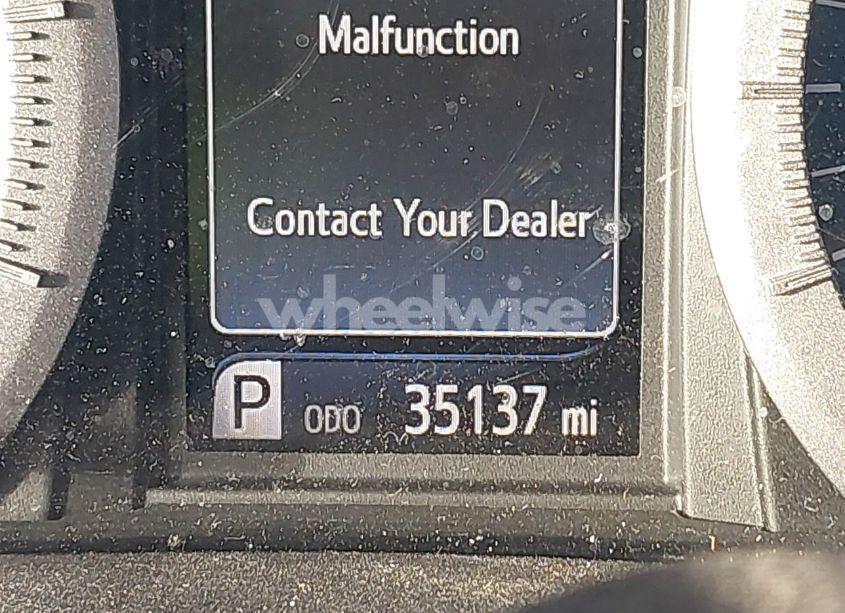 Malfunction
Contact Your Dealer
wheelwise
P ODO 35137 mi